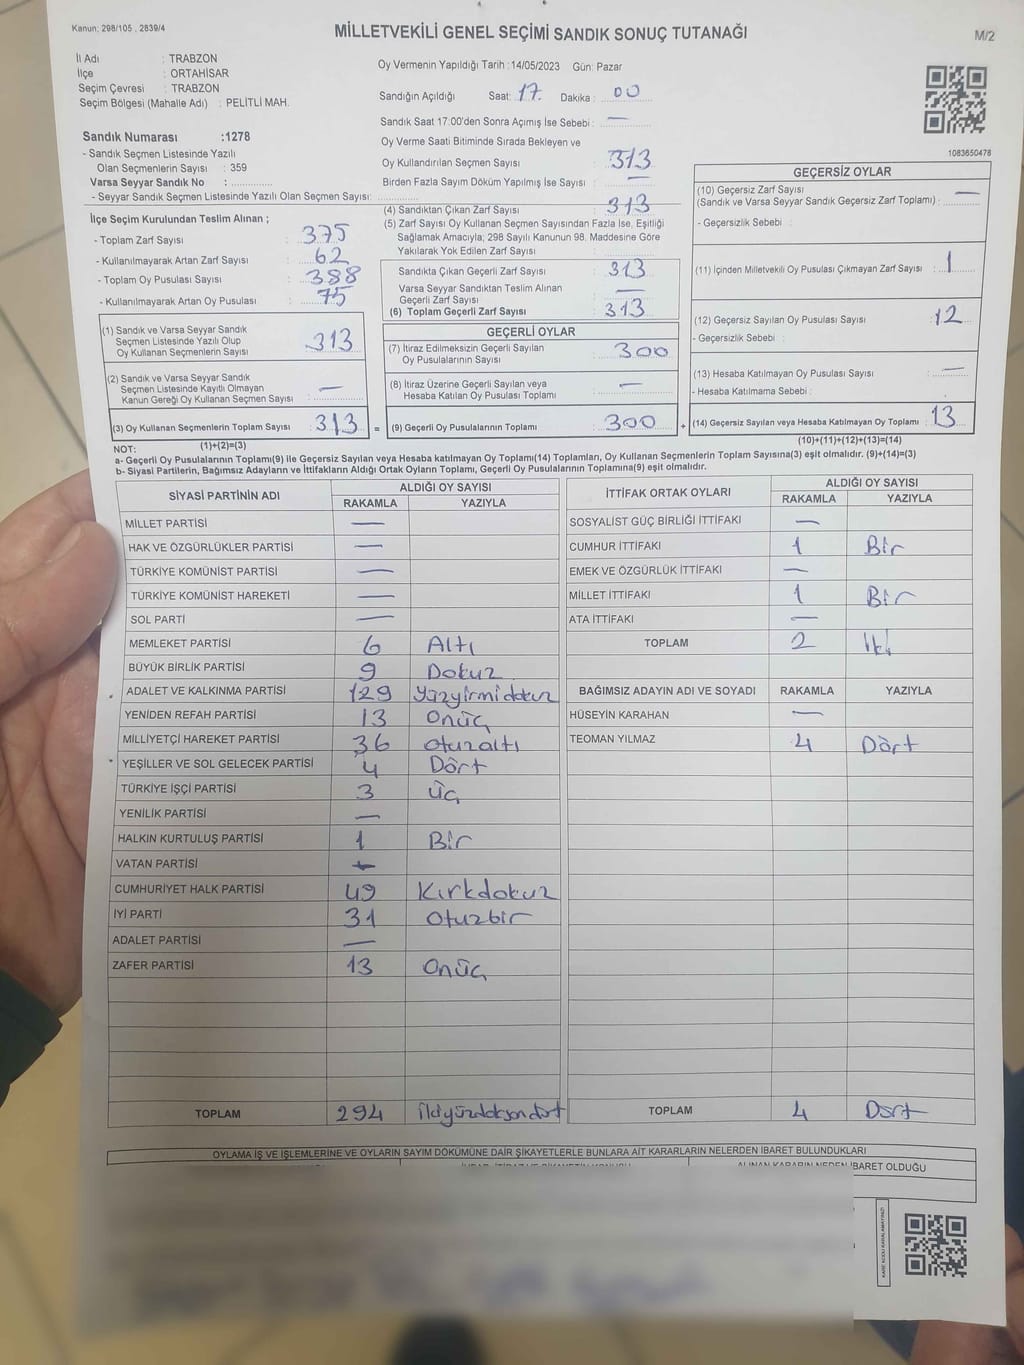 Kanun: 298/105 , 2839/4
MİLLETVEKİLİ GENEL SEÇİMİ SANDIK SONUÇ TUTANAĞI
M/2
İl Adı : TRABZON
İlçe : ORTAHİSAR
Seçim Çevresi : TRABZON
Seçim Bölgesi (Mahalle Adı) : PELİTLİ MAH.
Sandık Numarası :1278
- Sandık Seçmen Listesinde Yazılı
Olan Seçmenlerin Sayısı : 359
Varsa Seyyar Sandık No :
- Seyyar Sandık Seçmen Listesinde Yazılı Olan Seçmen Sayısı:
İlçe Seçim Kurulundan Teslim Alınan ;
- Toplam Zarf Sayısı : 375
- Kullanılmayarak Artan Zarf Sayısı : 62
- Toplam Oy Pusulası Sayısı : 388
- Kullanılmayarak Artan Oy Pusulası : 75
(1) Sandık ve Varsa Seyyar Sandık
Seçmen Listesinde Yazılı Olup
Oy Kullanan Seçmenlerin Sayısı : 313
(2) Sandık ve Varsa Seyyar Sandık
Seçmen Listesinde Kayıtlı Olmayan
Kanun Gereği Oy Kullanan Seçmen Sayısı : —
(3) Oy Kullanan Seçmenlerin Toplam Sayısı : 313 =
(1)+(2)=(3)
Oy Vermenin Yapıldığı Tarih :14/05/2023 Gün: Pazar
Sandığın Açıldığı Saat: 17. Dakika : 00
Sandık Saat 17:00'den Sonra Açımış İse Sebebi : —
Oy Verme Saati Bitiminde Sırada Bekleyen ve
Oy Kullandırılan Seçmen Sayısı : 313
Birden Fazla Sayım Döküm Yapılmış İse Sayısı : —
(4) Sandıktan Çıkan Zarf Sayısı : 313
(5) Zarf Sayısı Oy Kullanan Seçmen Sayısından Fazla İse, Eşitliği
Sağlamak Amacıyla; 298 Sayılı Kanunun 98. Maddesine Göre
Yakılarak Yok Edilen Zarf Sayısı :
Sandıkta Çıkan Geçerli Zarf Sayısı : 313
Varsa Seyyar Sandıktan Teslim Alınan
Geçerli Zarf Sayısı : —
(6) Toplam Geçerli Zarf Sayısı : 313
GEÇERLİ OYLAR
(7) İtiraz Edilmeksizin Geçerli Sayılan
Oy Pusulalarının Sayısı : 300
(8) İtiraz Üzerine Geçerli Sayılan veya
Hesaba Katılan Oy Pusulası Toplamı : —
(9) Geçerli Oy Pusulalarının Toplamı : 300 +
1083650478
GEÇERSİZ OYLAR
(10) Geçersiz Zarf Sayısı
(Sandık ve Varsa Seyyar Sandık Geçersiz Zarf Toplamı) : —
- Geçersizlik Sebebi :
(11) İçinden Milletvekili Oy Pusulası Çıkmayan Zarf Sayısı : 1
(12) Geçersiz Sayılan Oy Pusulası Sayısı : 12
- Geçersizlik Sebebi :
(13) Hesaba Katılmayan Oy Pusulası Sayısı : —
- Hesaba Katılmama Sebebi :
(14) Geçersiz Sayılan veya Hesaba Katılmayan Oy Toplamı : 13
(10)+(11)+(12)+(13)=(14)
NOT:
a- Geçerli Oy Pusulalarının Toplamı(9) ile Geçersiz Sayılan veya Hesaba katılmayan Oy Toplamı(14) Toplamları, Oy Kullanan Seçmenlerin Toplam Sayısına(3) eşit olmalıdır. (9)+(14)=(3)
b- Siyasi Partilerin, Bağımsız Adayların ve İttifakların Aldığı Ortak Oyların Toplamı, Geçerli Oy Pusulalarının Toplamına(9) eşit olmalıdır.
SİYASİ PARTİNİN ADI ALDIĞI OY SAYISI
RAKAMLA YAZIYLA
MİLLET PARTİSİ —
HAK VE ÖZGÜRLÜKLER PARTİSİ —
TÜRKİYE KOMÜNİST PARTİSİ —
TÜRKİYE KOMÜNİST HAREKETİ —
SOL PARTİ —
MEMLEKET PARTİSİ 6 Altı
BÜYÜK BİRLİK PARTİSİ 9 Dokuz
ADALET VE KALKINMA PARTİSİ 129 Yüzyirmidokuz
YENİDEN REFAH PARTİSİ 13 Onüç
MİLLİYETÇİ HAREKET PARTİSİ 36 otuzaltı
YEŞİLLER VE SOL GELECEK PARTİSİ 4 Dört
TÜRKİYE İŞÇİ PARTİSİ 3 Üç
YENİLİK PARTİSİ —
HALKIN KURTULUŞ PARTİSİ 1 Bir
VATAN PARTİSİ —
CUMHURİYET HALK PARTİSİ 49 Kırkdokuz
İYİ PARTİ 31 Otuzbir
ADALET PARTİSİ —
ZAFER PARTİSİ 13 Onüç
TOPLAM 294
İTTİFAK ORTAK OYLARI ALDIĞI OY SAYISI
RAKAMLA YAZIYLA
SOSYALİST GÜÇ BİRLİĞİ İTTİFAKI —
CUMHUR İTTİFAKI 1 Bir
EMEK VE ÖZGÜRLÜK İTTİFAKI —
MİLLET İTTİFAKI 1 Bir
ATA İTTİFAKI —
TOPLAM 2 İki
BAĞIMSIZ ADAYIN ADI VE SOYADI RAKAMLA YAZIYLA
HÜSEYİN KARAHAN —
TEOMAN YILMAZ 4 Dört
TOPLAM 4 Dört
OYLAMA İŞ VE İŞLEMLERİNE VE OYLARIN SAYIM DÖKÜMÜNE DAİR ŞİKAYETLERLE BUNLARA AİT KARARLARIN NELERDEN İBARET BULUNDUKLARI
ALINAN KARARIN NEDEN İBARET OLDUĞU